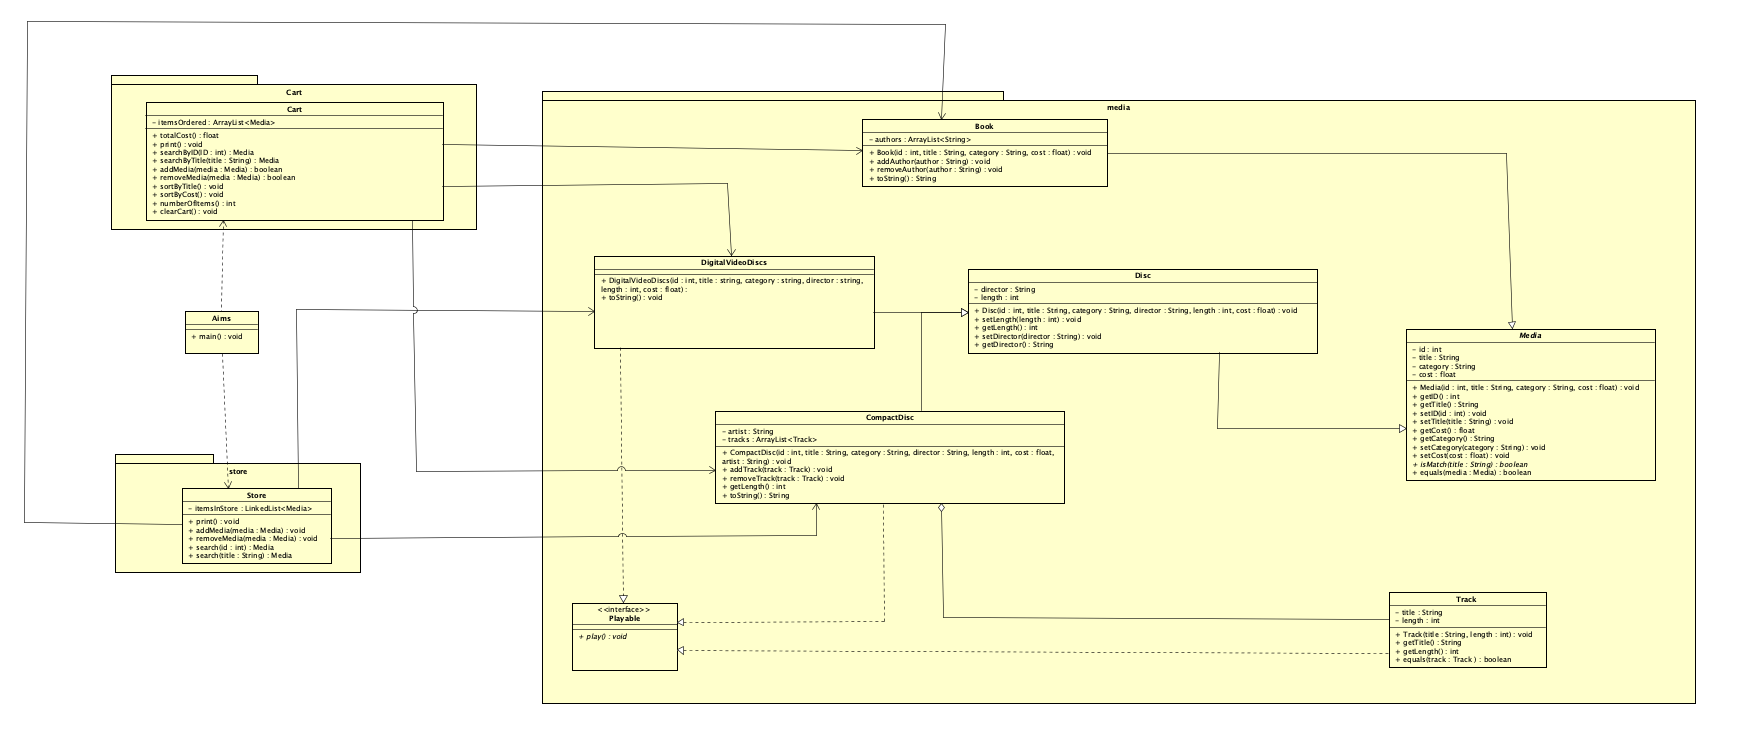 Cart
Cart
- itemsOrdered : ArrayList<Media>
+ totalCost() : float
+ print() : void
+ searchByID(ID : int) : Media
+ searchByTitle(title : String) : Media
+ addMedia(media : Media) : boolean
+ removeMedia(media : Media) : boolean
+ sortByTitle() : void
+ sortByCost() : void
+ numberOfItems() : int
+ clearCart() : void
Aims
+ main() : void
store
Store
- itemsInStore : LinkedList<Media>
+ print() : void
+ addMedia(media : Media) : void
+ removeMedia(media : Media) : void
+ search(id : int) : Media
+ search(title : String) : Media
media
Book
- authors : ArrayList<String>
+ Book(id : int, title : String, category : String, cost : float) : void
+ addAuthor(author : String) : void
+ removeAuthor(author : String) : void
+ toString() : String
DigitalVideoDiscs
+ DigitalVideoDiscs(id : int, title : string, category : string, director : string,
length : int, cost : float) :
+ toString() : void
Disc
- director : String
- length : int
+ Disc(id : int, title : String, category : String, director : String, length : int, cost : float) : void
+ setLength(length : int) : void
+ getLength() : int
+ setDirector(director : String) : void
+ getDirector() : String
Media
- id : int
- title : String
- category : String
- cost : float
+ Media(id : int, title : String, category : String, cost : float) : void
+ getID() : int
+ getTitle() : String
+ setID(id : int) : void
+ setTitle(title : String) : void
+ getCost() : float
+ getCategory() : String
+ setCategory(category : String) : void
+ setCost(cost : float) : void
+ isMatch(title : String) : boolean
+ equals(media : Media) : boolean
CompactDisc
- artist : String
- tracks : ArrayList<Track>
+ CompactDisc(id : int, title : String, category : String, director : String, length : int, cost : float,
artist : String) : void
+ addTrack(track : Track) : void
+ removeTrack(track : Track) : void
+ getLength() : int
+ toString() : String
<<interface>>
Playable
+ play() : void
Track
- title : String
- length : int
+ Track(title : String, length : int) : void
+ getTitle() : String
+ getLength() : int
+ equals(track : Track ) : boolean